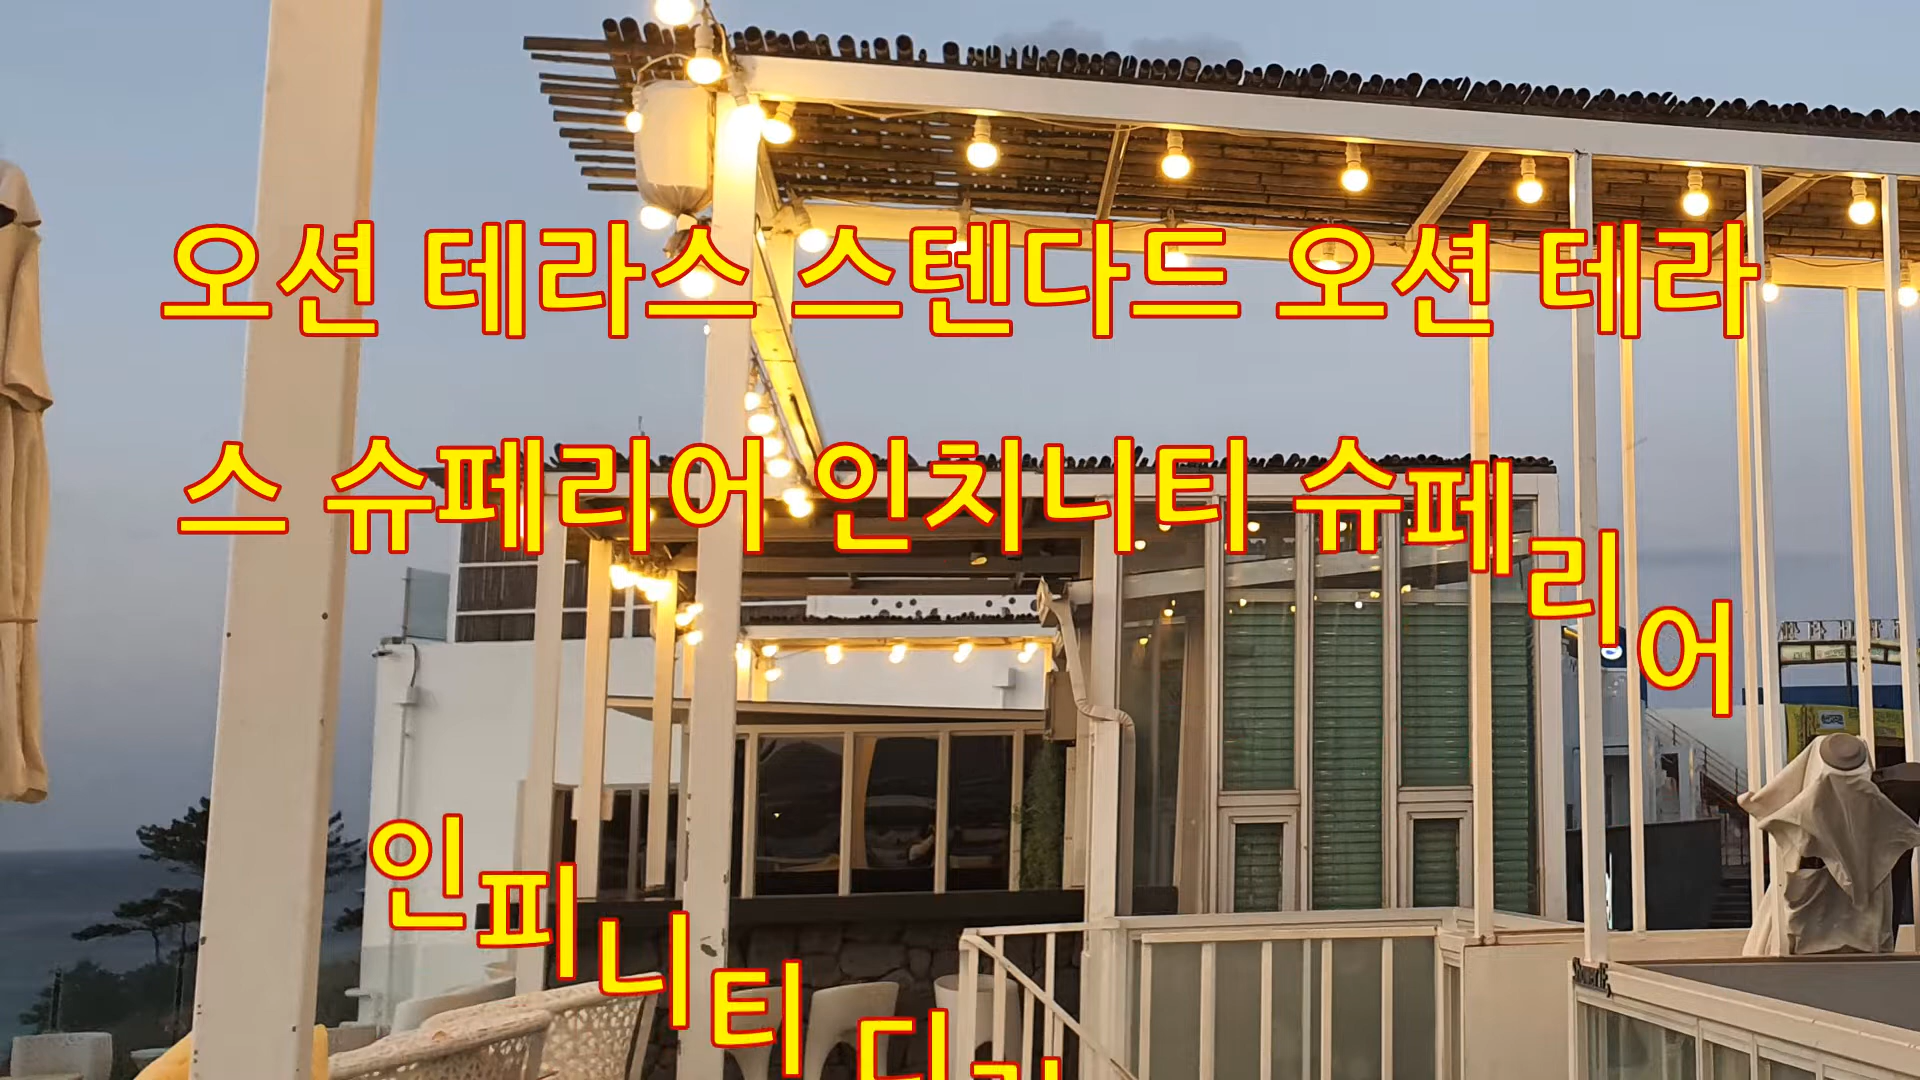 오션 테라스 스텐다드 오션 테라
스 슈페리어 인치니티 슈페리어
인피니티